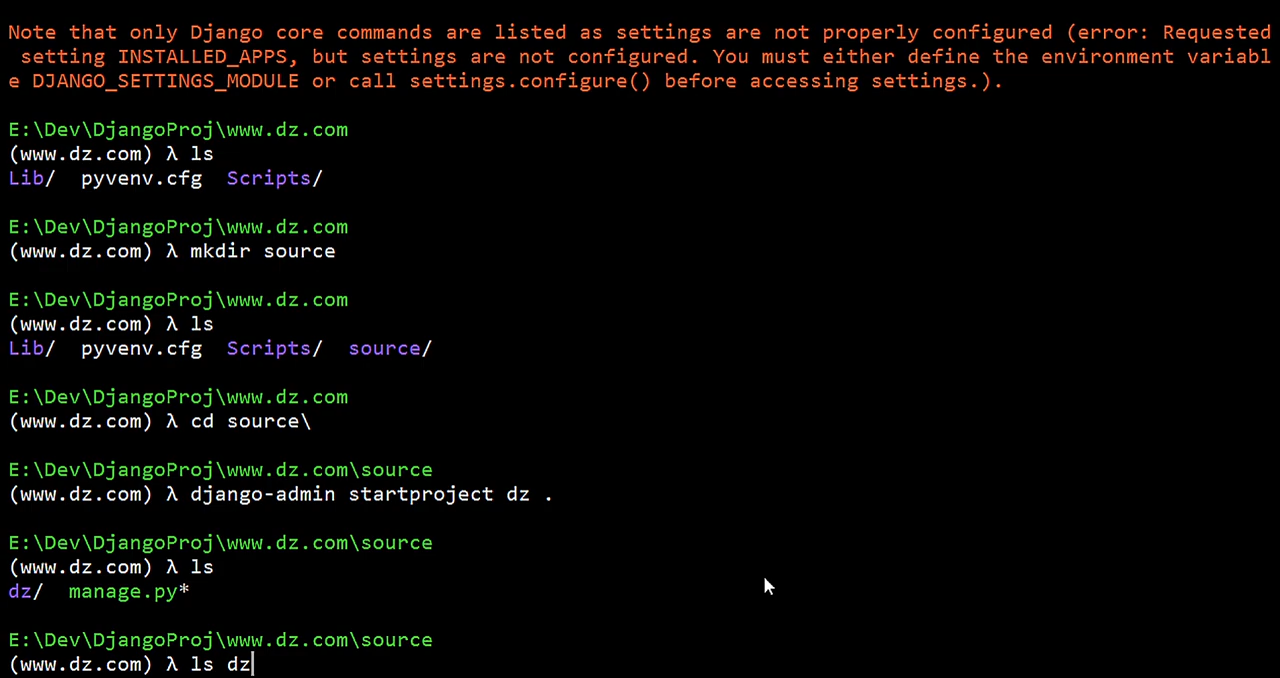 Note that only Django core commands are listed as settings are not properly configured (error: Requested
 setting INSTALLED_APPS, but settings are not configured. You must either define the environment variabl
e DJANGO_SETTINGS_MODULE or call settings.configure() before accessing settings.).
E:\Dev\DjangoProj\www.dz.com
(www.dz.com) λ ls
Lib/  pyvenv.cfg  Scripts/
E:\Dev\DjangoProj\www.dz.com
(www.dz.com) λ mkdir source
E:\Dev\DjangoProj\www.dz.com
(www.dz.com) λ ls
Lib/  pyvenv.cfg  Scripts/  source/
E:\Dev\DjangoProj\www.dz.com
(www.dz.com) λ cd source\
E:\Dev\DjangoProj\www.dz.com\source
(www.dz.com) λ django-admin startproject dz .
E:\Dev\DjangoProj\www.dz.com\source
(www.dz.com) λ ls
dz/  manage.py*
E:\Dev\DjangoProj\www.dz.com\source
(www.dz.com) λ ls dz